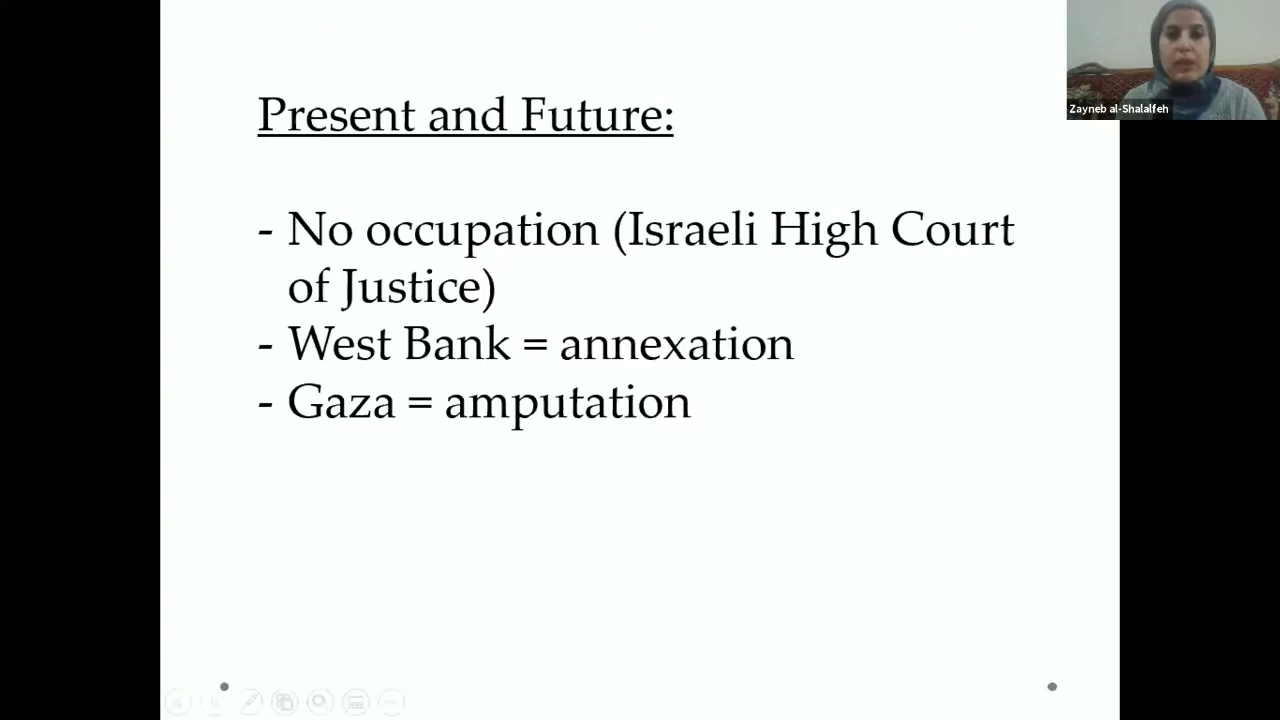 Zayneb al-Shalalfeh
Present and Future:
- No occupation (Israeli High Court
of Justice)
- West Bank = annexation
- Gaza = amputation